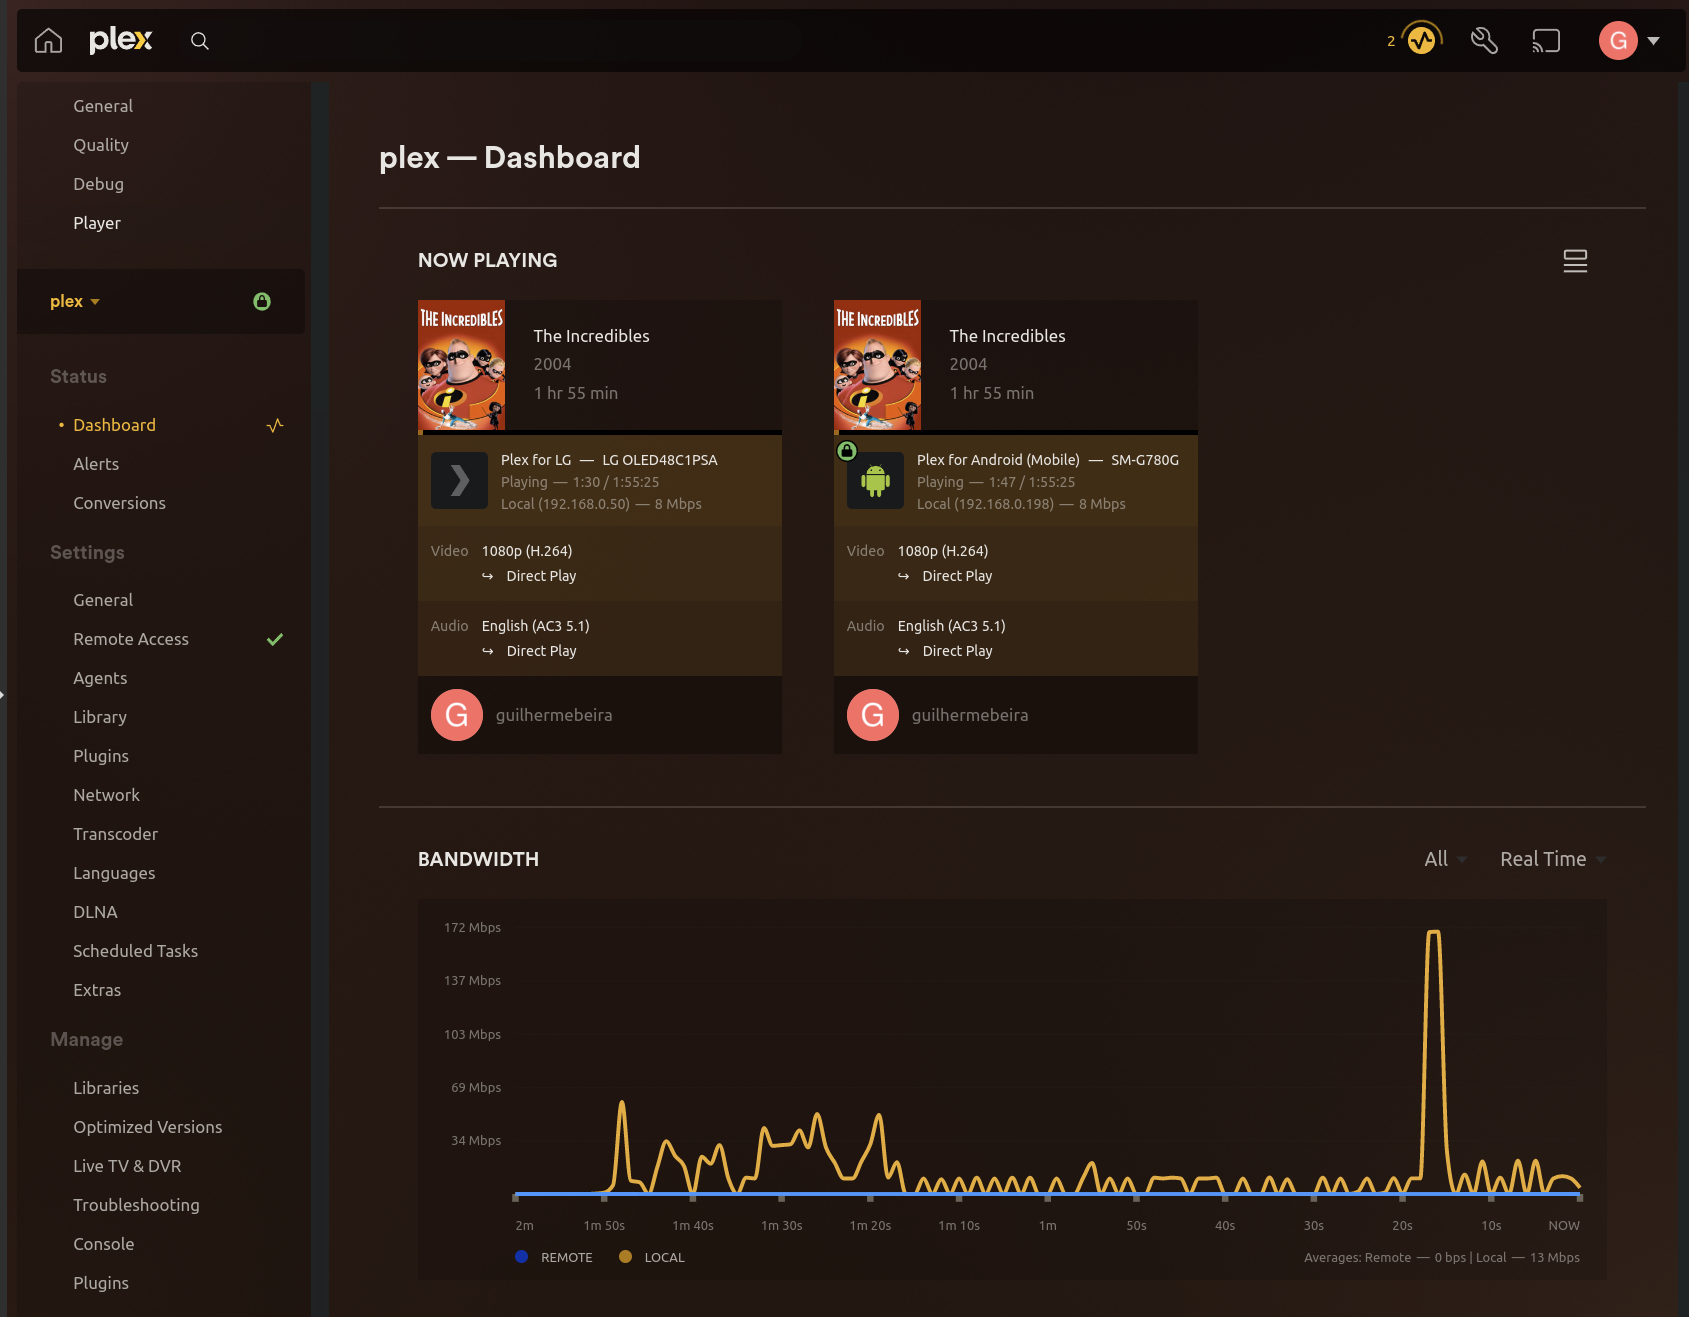 plex
2
G
General
Quality
Debug
Player
plex
Status
• Dashboard
Alerts
Conversions
Settings
General
Remote Access
Agents
Library
Plugins
Network
Transcoder
Languages
DLNA
Scheduled Tasks
Extras
Manage
Libraries
Optimized Versions
Live TV & DVR
Troubleshooting
Console
Plugins
plex — Dashboard
NOW PLAYING
THE INCREDIBLES
The Incredibles
2004
1 hr 55 min
Plex for LG — LG OLED48C1PSA
Playing — 1:30 / 1:55:25
Local (192.168.0.50) — 8 Mbps
Video 1080p (H.264)
↪ Direct Play
Audio English (AC3 5.1)
↪ Direct Play
G guilhermebeira
THE INCREDIBLES
The Incredibles
2004
1 hr 55 min
Plex for Android (Mobile) — SM-G780G
Playing — 1:47 / 1:55:25
Local (192.168.0.198) — 8 Mbps
Video 1080p (H.264)
↪ Direct Play
Audio English (AC3 5.1)
↪ Direct Play
G guilhermebeira
BANDWIDTH
All Real Time
172 Mbps
137 Mbps
103 Mbps
69 Mbps
34 Mbps
2m 1m 50s 1m 40s 1m 30s 1m 20s 1m 10s 1m 50s 40s 30s 20s 10s NOW
REMOTE LOCAL Averages: Remote — 0 bps | Local — 13 Mbps